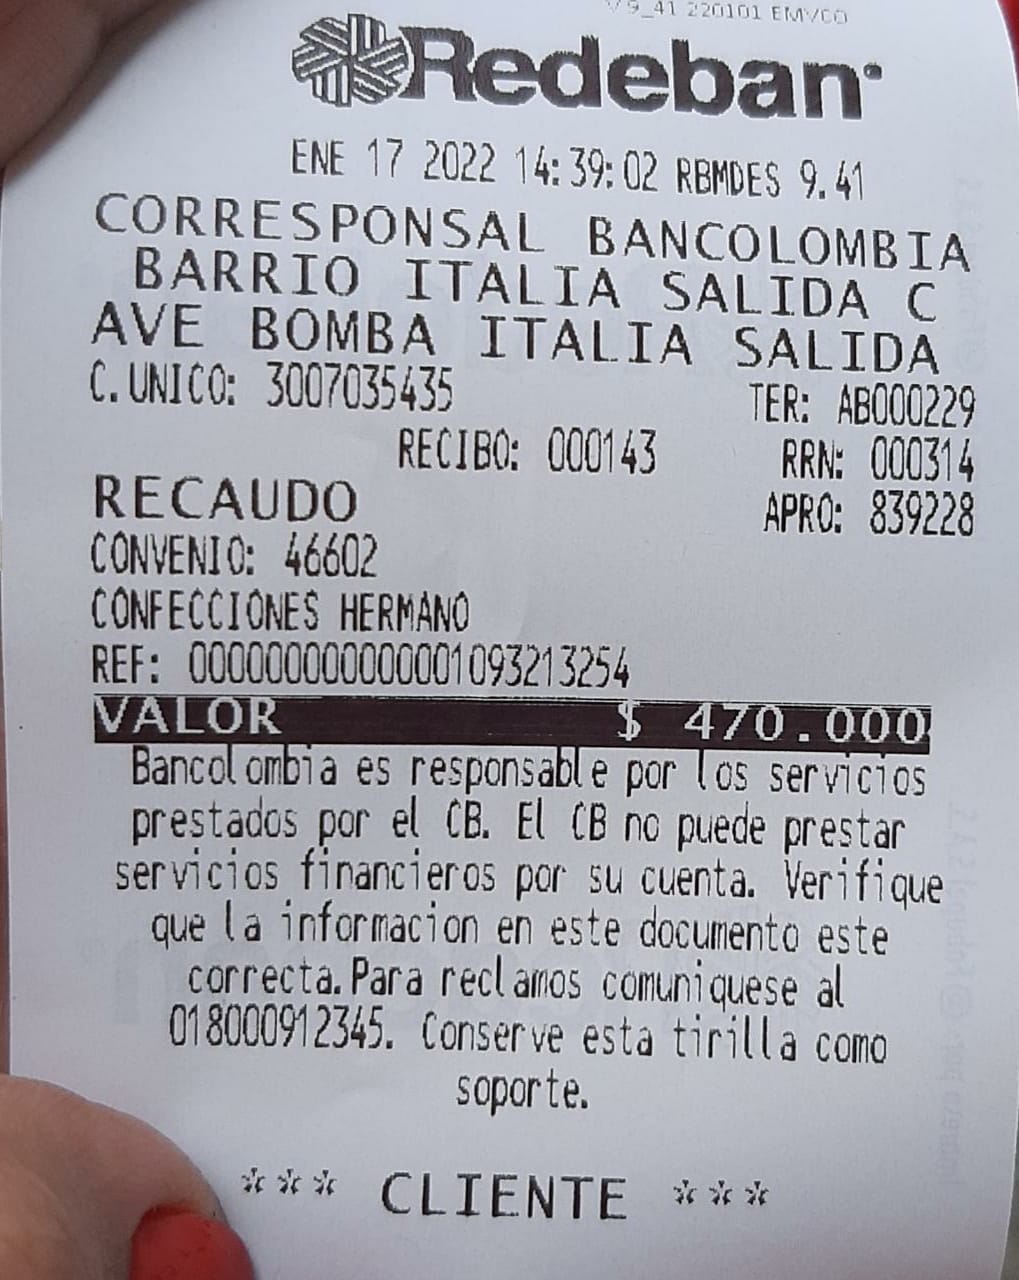 V9_41 220101 EMVCO
Redeban
ENE 17 2022 14:39:02 RBMDES 9.41
CORRESPONSAL BANCOLOMBIA
BARRIO ITALIA SALIDA C
AVE BOMBA ITALIA SALIDA
C. UNICO: 3007035435 TER: AB000229
RECIBO: 000143 RRN: 000314
RECAUDO APRO: 839228
CONVENIO: 46602
CONFECCIONES HERMANO
REF: 000000000000001093213254
VALOR $ 470.000
Bancolombia es responsable por los servicios
prestados por el CB. El CB no puede prestar
servicios financieros por su cuenta. Verifique
que la informacion en este documento este
correcta. Para reclamos comuniquese al
018000912345. Conserve esta tirilla como
soporte.
*** CLIENTE ***